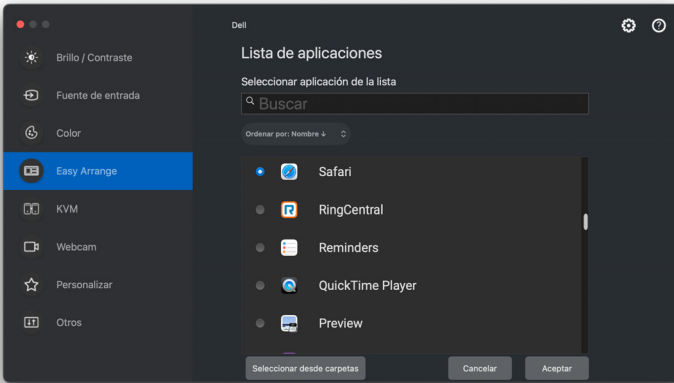 Dell
Brillo / Contraste
Fuente de entrada
Color
Easy Arrange
KVM
Webcam
Personalizar
Otros
Lista de aplicaciones
Seleccionar aplicación de la lista
Buscar
Ordenar por: Nombre ↓
Safari
RingCentral
Reminders
QuickTime Player
Preview
Seleccionar desde carpetas
Cancelar
Aceptar